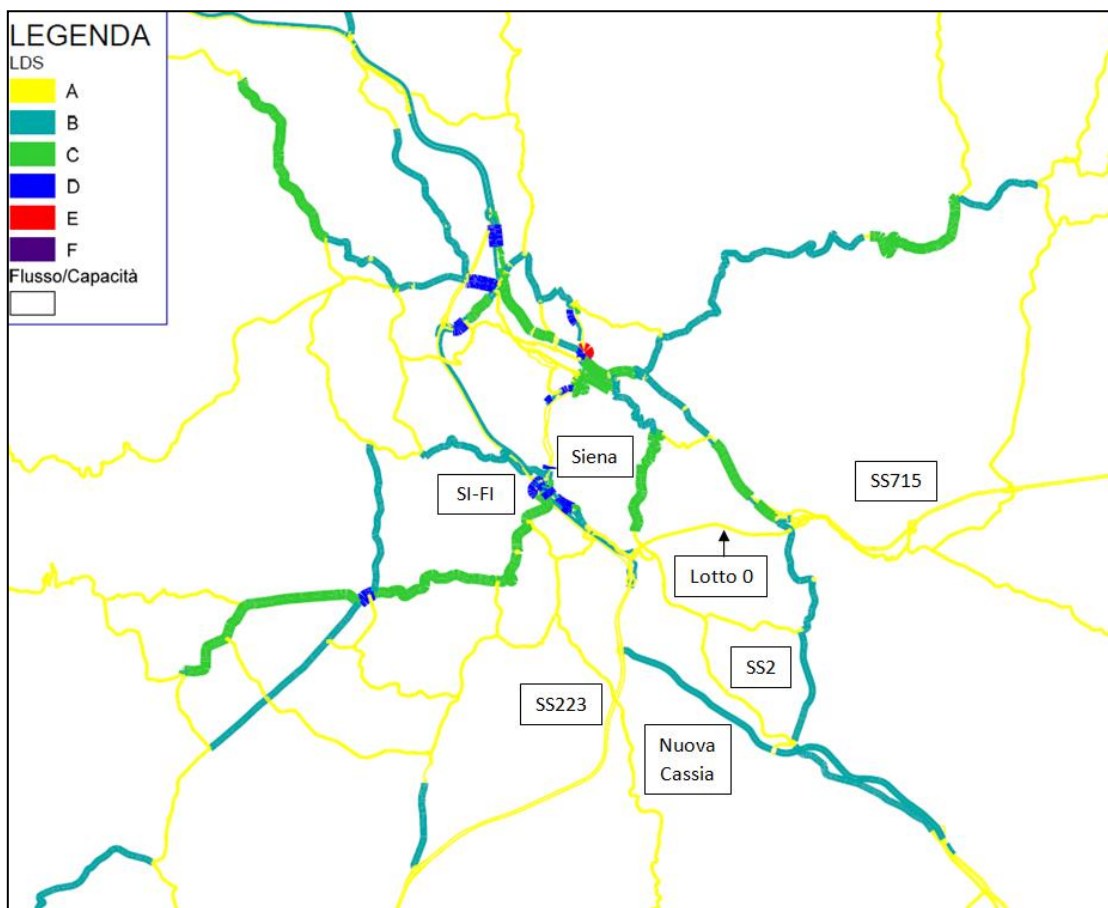 LEGENDA
LDS
A
B
C
D
E
F
Flusso/Capacità
Siena
SI-FI
SS715
Lotto 0
SS2
SS223
Nuova
Cassia